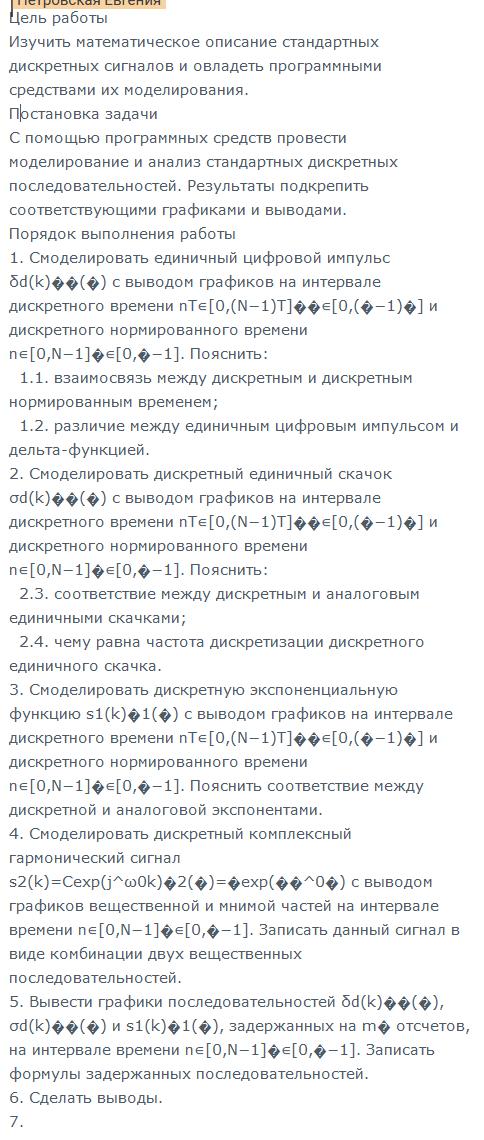 Петровская Евгения
Цель работы
Изучить математическое описание стандартных
дискретных сигналов и овладеть программными
средствами их моделирования.
Постановка задачи
С помощью программных средств провести
моделирование и анализ стандартных дискретных
последовательностей. Результаты подкрепить
соответствующими графиками и выводами.
Порядок выполнения работы
1. Смоделировать единичный цифровой импульс
δd(k)��(�) с выводом графиков на интервале
дискретного времени nT∈[0,(N−1)T]��∈[0,(�−1)�] и
дискретного нормированного времени
n∈[0,N−1]�∈[0,�−1]. Пояснить:
1.1. взаимосвязь между дискретным и дискретным
нормированным временем;
1.2. различие между единичным цифровым импульсом и
дельта-функцией.
2. Смоделировать дискретный единичный скачок
σd(k)��(�) с выводом графиков на интервале
дискретного времени nT∈[0,(N−1)T]��∈[0,(�−1)�] и
дискретного нормированного времени
n∈[0,N−1]�∈[0,�−1]. Пояснить:
2.3. соответствие между дискретным и аналоговым
единичными скачками;
2.4. чему равна частота дискретизации дискретного
единичного скачка.
3. Смоделировать дискретную экспоненциальную
функцию s1(k)�1(�) с выводом графиков на интервале
дискретного времени nT∈[0,(N−1)T]��∈[0,(�−1)�] и
дискретного нормированного времени
n∈[0,N−1]�∈[0,�−1]. Пояснить соответствие между
дискретной и аналоговой экспонентами.
4. Смоделировать дискретный комплексный
гармонический сигнал
s2(k)=Cexp(j^ω0k)�2(�)=�exp(��^0�) с выводом
графиков вещественной и мнимой частей на интервале
времени n∈[0,N−1]�∈[0,�−1]. Записать данный сигнал в
виде комбинации двух вещественных
последовательностей.
5. Вывести графики последовательностей δd(k)��(�),
σd(k)��(�) и s1(k)�1(�), задержанных на m� отсчетов,
на интервале времени n∈[0,N−1]�∈[0,�−1]. Записать
формулы задержанных последовательностей.
6. Сделать выводы.
7.